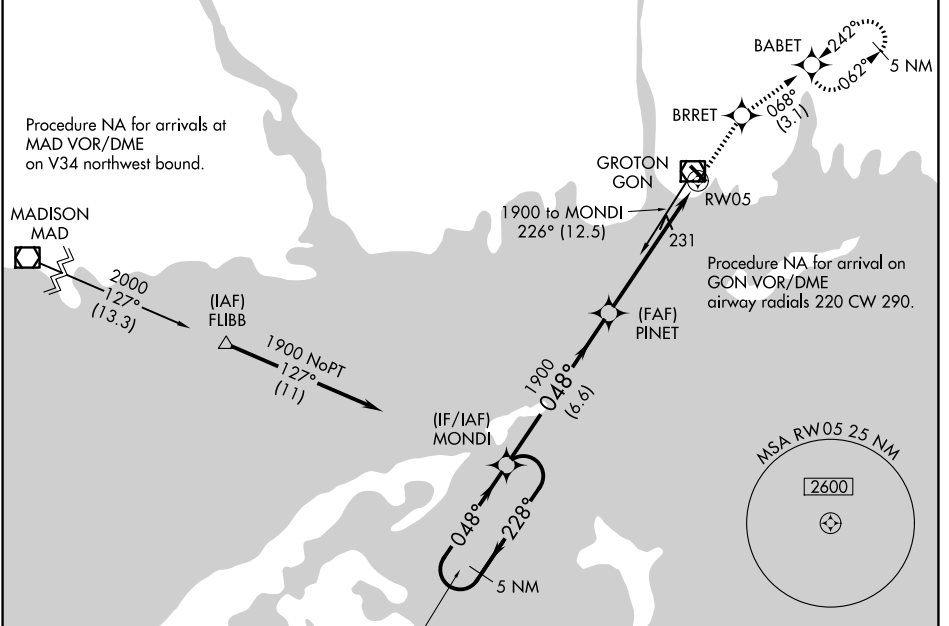 BABET
242°
062°
5 NM
BRRET
068°
(3.1)
Procedure NA for arrivals at
MAD VOR/DME
on V34 northwest bound.
GROTON
GON
RW05
1900 to MONDI
226° (12.5)
231
MADISON
MAD
Procedure NA for arrival on
GON VOR/DME
airway radials 220 CW 290.
2000
127°
(13.3)
(IAF)
FLIBB
(FAF)
PINET
1900 NoPT
127°
(11)
1900
048°
(6.6)
(IF/IAF)
MONDI
MSA RW05 25 NM
2600
048°
228°
5 NM